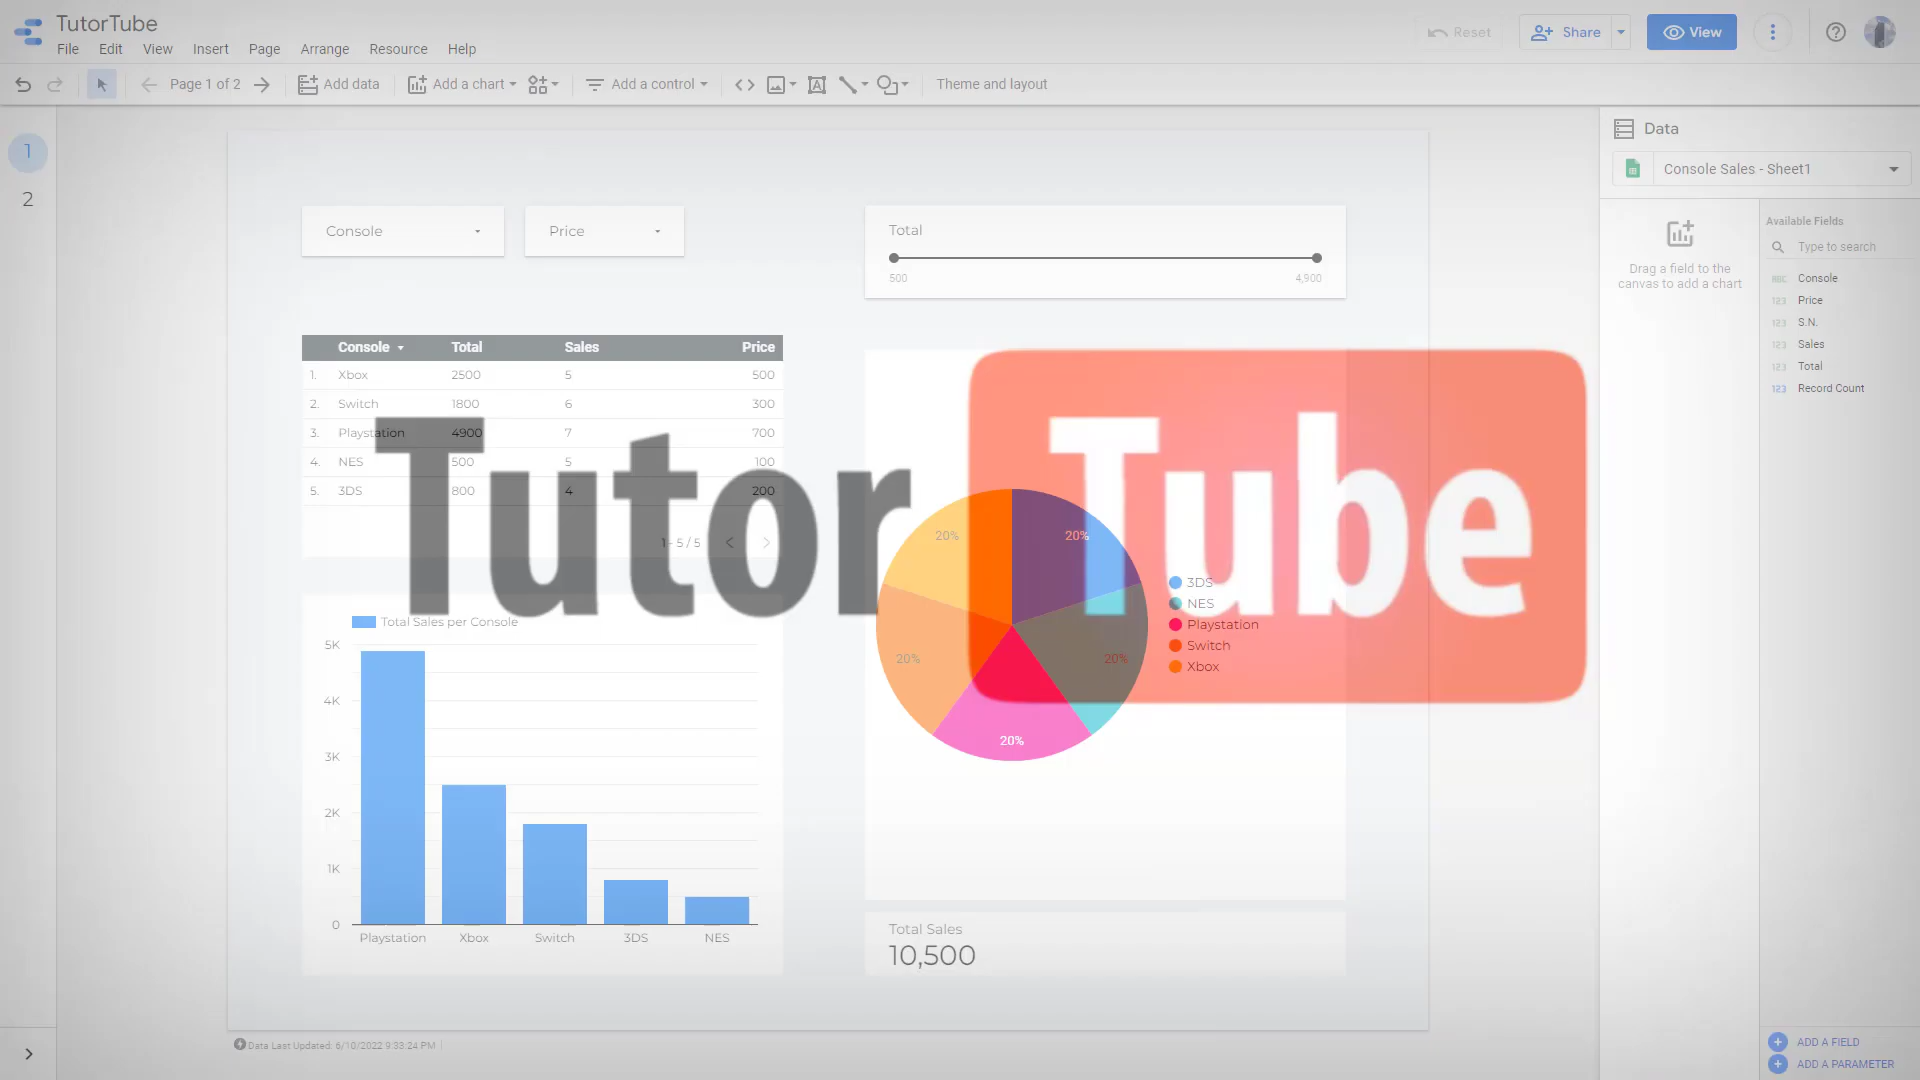 TutorTube
File Edit View Insert Page Arrange Resource Help
Reset
Share
View
Page 1 of 2
Add data
Add a chart
Add a control
Theme and layout
1
2
Console
Price
Total
500
4,900
Console Total Sales Price
1. Xbox 2500 5 500
2. Switch 1800 6 300
3. Playstation 4900 7 700
4. NES 500 5 100
5. 3DS 800 4 200
1 - 5 / 5
Tutor Tube
Total Sales per Console
5K
4K
3K
2K
1K
0
Playstation Xbox Switch 3DS NES
20%
20%
20%
20%
20%
3DS
NES
Playstation
Switch
Xbox
Total Sales
10,500
Data Last Updated: 6/10/2022 9:33:24 PM
Data
Console Sales - Sheet1
Drag a field to the
canvas to add a chart
Available Fields
Type to search
ABC Console
123 Price
123 S.N.
123 Sales
123 Total
123 Record Count
ADD A FIELD
ADD A PARAMETER